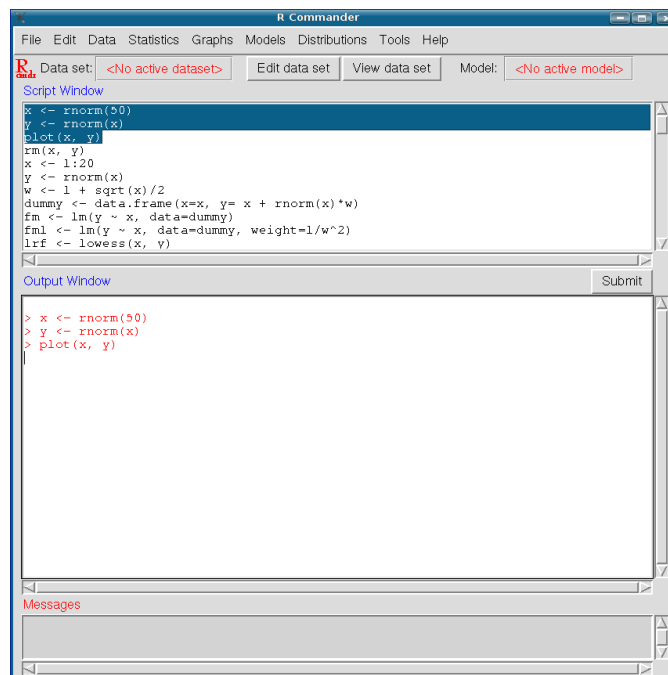 R Commander
File Edit Data Statistics Graphs Models Distributions Tools Help
R cmdr Data set: <No active dataset> Edit data set View data set Model: <No active model>
Script Window
x <- rnorm(50)
y <- rnorm(x)
plot(x, y)
rm(x, y)
x <- 1:20
y <- rnorm(x)
w <- 1 + sqrt(x)/2
dummy <- data.frame(x=x, y= x + rnorm(x)*w)
fm <- lm(y ~ x, data=dummy)
fm1 <- lm(y ~ x, data=dummy, weight=1/w^2)
lrf <- lowess(x, y)
Output Window Submit
> x <- rnorm(50)
> y <- rnorm(x)
> plot(x, y)
Messages